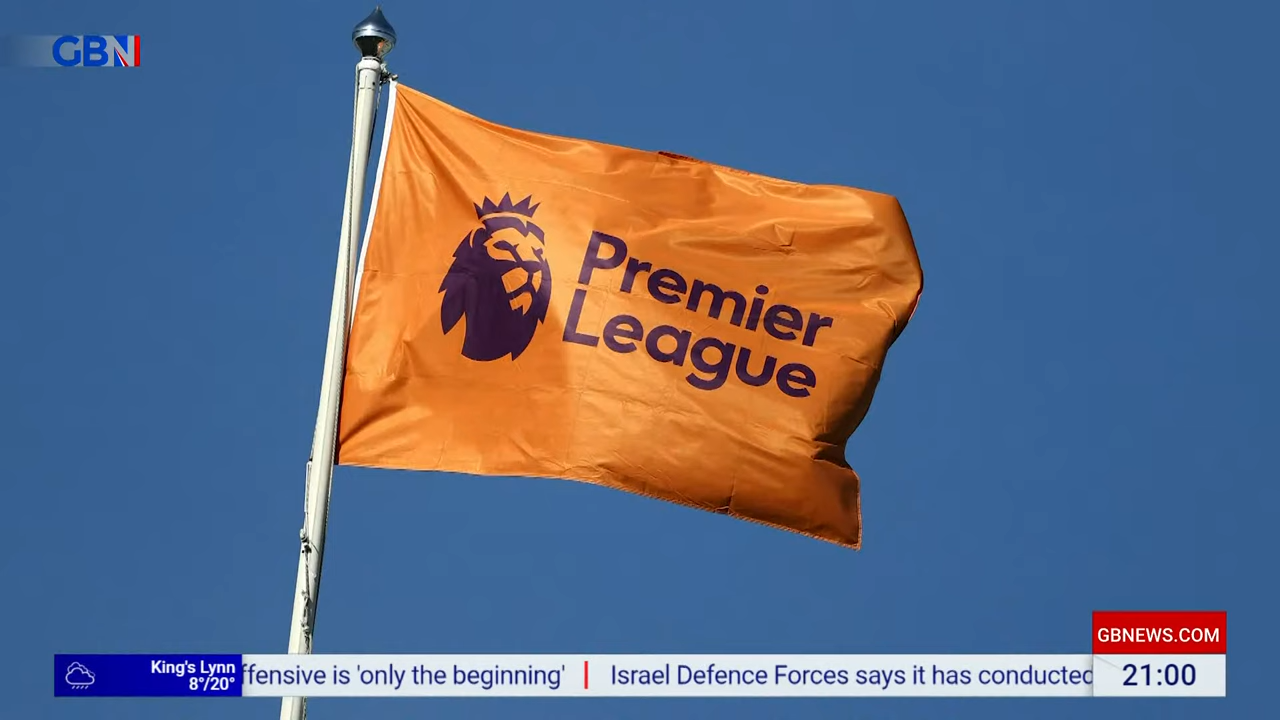 GBN
Premier
League
GBNEWS.COM
King's Lynn
8°/20°
ffensive is 'only the beginning' | Israel Defence Forces says it has conducted
21:00